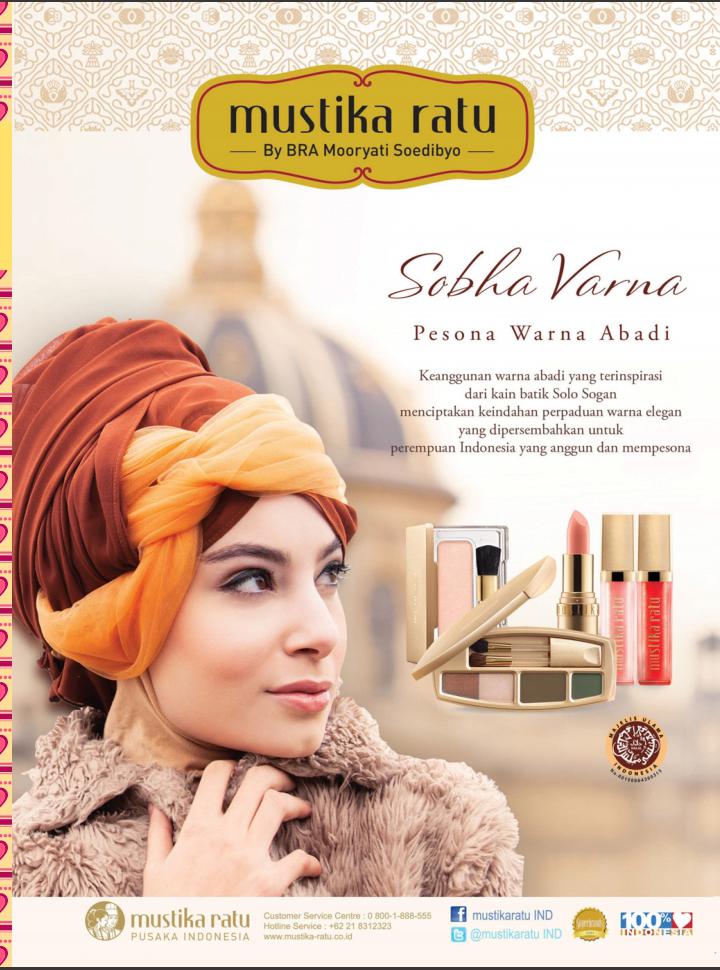 mustika ratu
By BRA Mooryati Soedibyo
Sobha Varna
Pesona Warna Abadi
Keanggunan warna abadi yang terinspirasi
dari kain batik Solo Sogan
menciptakan keindahan perpaduan warna elegan
yang dipersembahkan untuk
perempuan Indonesia yang anggun dan mempesona
mustika ratu
mustika ratu
MAJELIS ULAMA
INDONESIA
mustika ratu
PUSAKA INDONESIA
Customer Service Centre : 0 800-1-888-555
Hotline Service : +62 21 8312323
www.mustika-ratu.co.id
mustikaratu IND
@mustikaratu IND
Superbrands
100%
INDONESIA